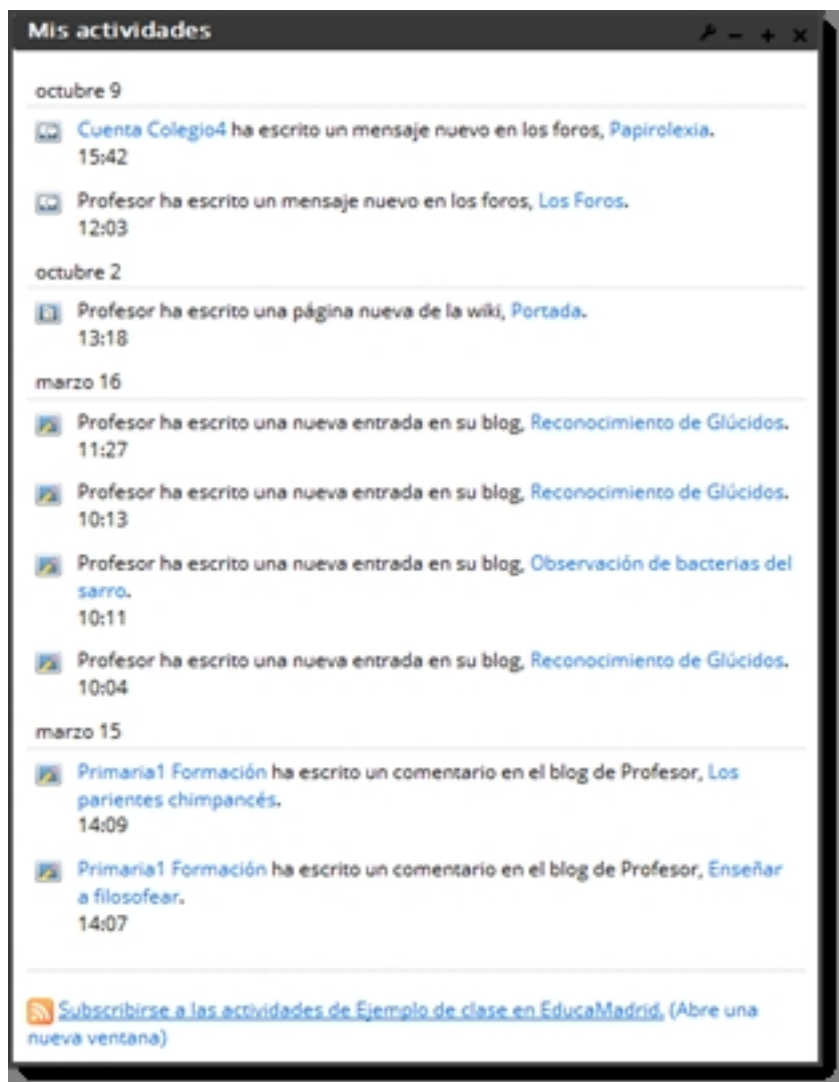 Mis actividades
octubre 9
Cuenta Colegio4 ha escrito un mensaje nuevo en los foros, Papirolexia.
15:42
Profesor ha escrito un mensaje nuevo en los foros, Los Foros.
12:03
octubre 2
Profesor ha escrito una página nueva de la wiki, Portada.
13:18
marzo 16
Profesor ha escrito una nueva entrada en su blog, Reconocimiento de Glúcidos.
11:27
Profesor ha escrito una nueva entrada en su blog, Reconocimiento de Glúcidos.
10:13
Profesor ha escrito una nueva entrada en su blog, Observación de bacterias del
sarro.
10:11
Profesor ha escrito una nueva entrada en su blog, Reconocimiento de Glúcidos.
10:04
marzo 15
Primaria1 Formación ha escrito un comentario en el blog de Profesor, Los
parientes chimpancés.
14:09
Primaria1 Formación ha escrito un comentario en el blog de Profesor, Enseñar
a filosofear.
14:07
Subscribirse a las actividades de Ejemplo de clase en EducaMadrid. (Abre una
nueva ventana)